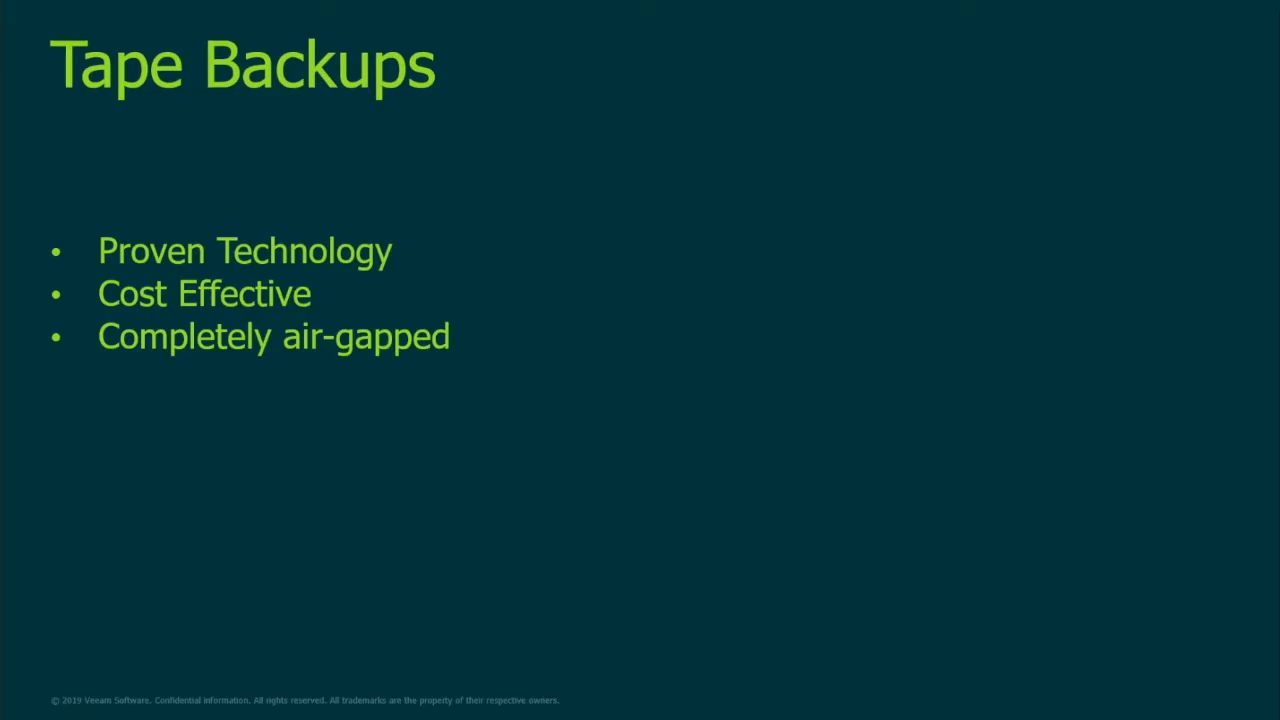 Tape Backups
• Proven Technology
• Cost Effective
• Completely air-gapped
© 2019 Veeam Software. Confidential information. All rights reserved. All trademarks are the property of their respective owners.